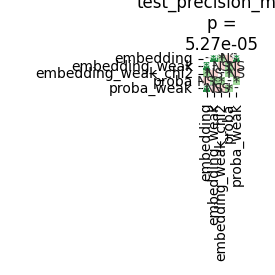 test_precision_m
p =
5.27e-05
embedding
embedding_weak
embedding_weak_chi2
proba
proba_weak
NS
NS
NS
NS
NS
embedding
embedding_weak
embedding_weak_chi2
proba
proba_weak